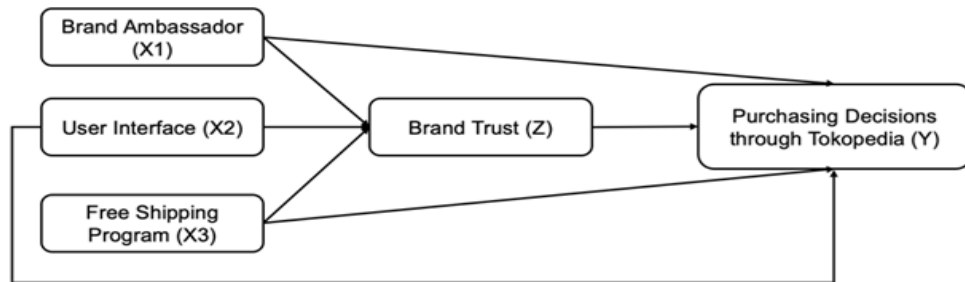 Brand Ambassador
(X1)
User Interface (X2)
Brand Trust (Z)
Purchasing Decisions
through Tokopedia (Y)
Free Shipping
Program (X3)